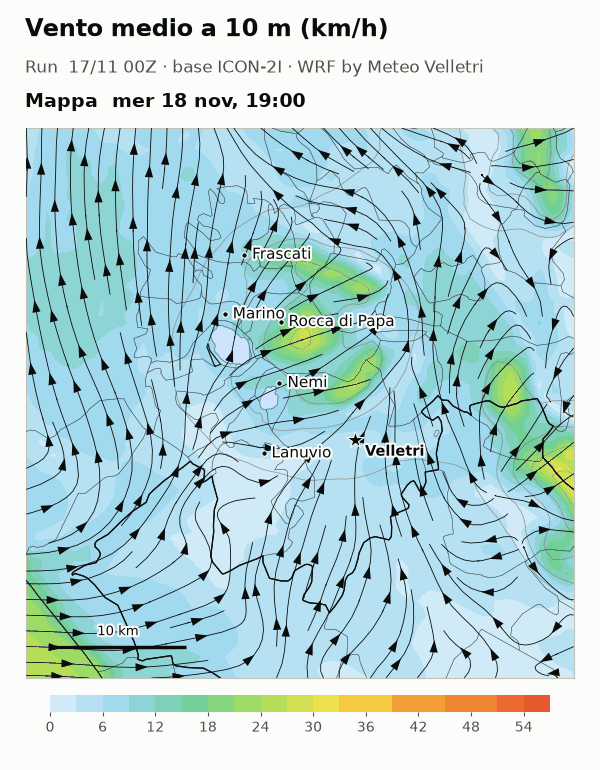 Vento medio a 10 m (km/h)
Run  17/11 00Z · base ICON-2I · WRF by Meteo Velletri
Mappa  mer 18 nov, 19:00
Frascati
Marino
Rocca di Papa
Nemi
Velletri
Lanuvio
10 km
0 6 12 18 24 30 36 42 48 54